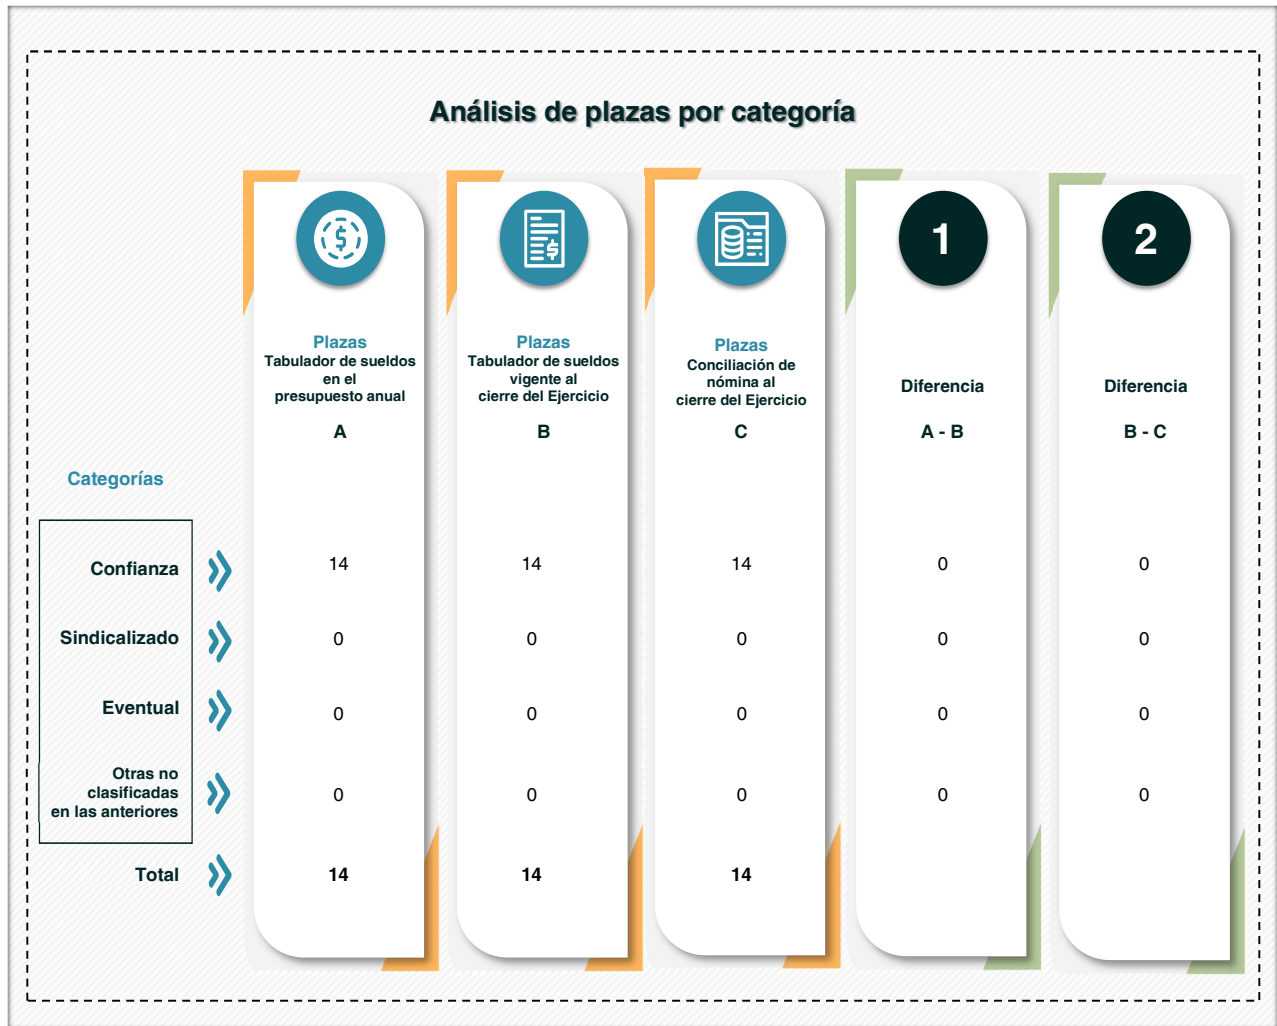 Análisis de plazas por categoría
$
$
1
2
Plazas
Tabulador de sueldos
en el
presupuesto anual
A
Plazas
Tabulador de sueldos
vigente al
cierre del Ejercicio
B
Plazas
Conciliación de
nómina al
cierre del Ejercicio
C
Diferencia
A - B
Diferencia
B - C
Categorías
Confianza 14 14 14 0 0
Sindicalizado 0 0 0 0 0
Eventual 0 0 0 0 0
Otras no
clasificadas
en las anteriores 0 0 0 0 0
Total 14 14 14